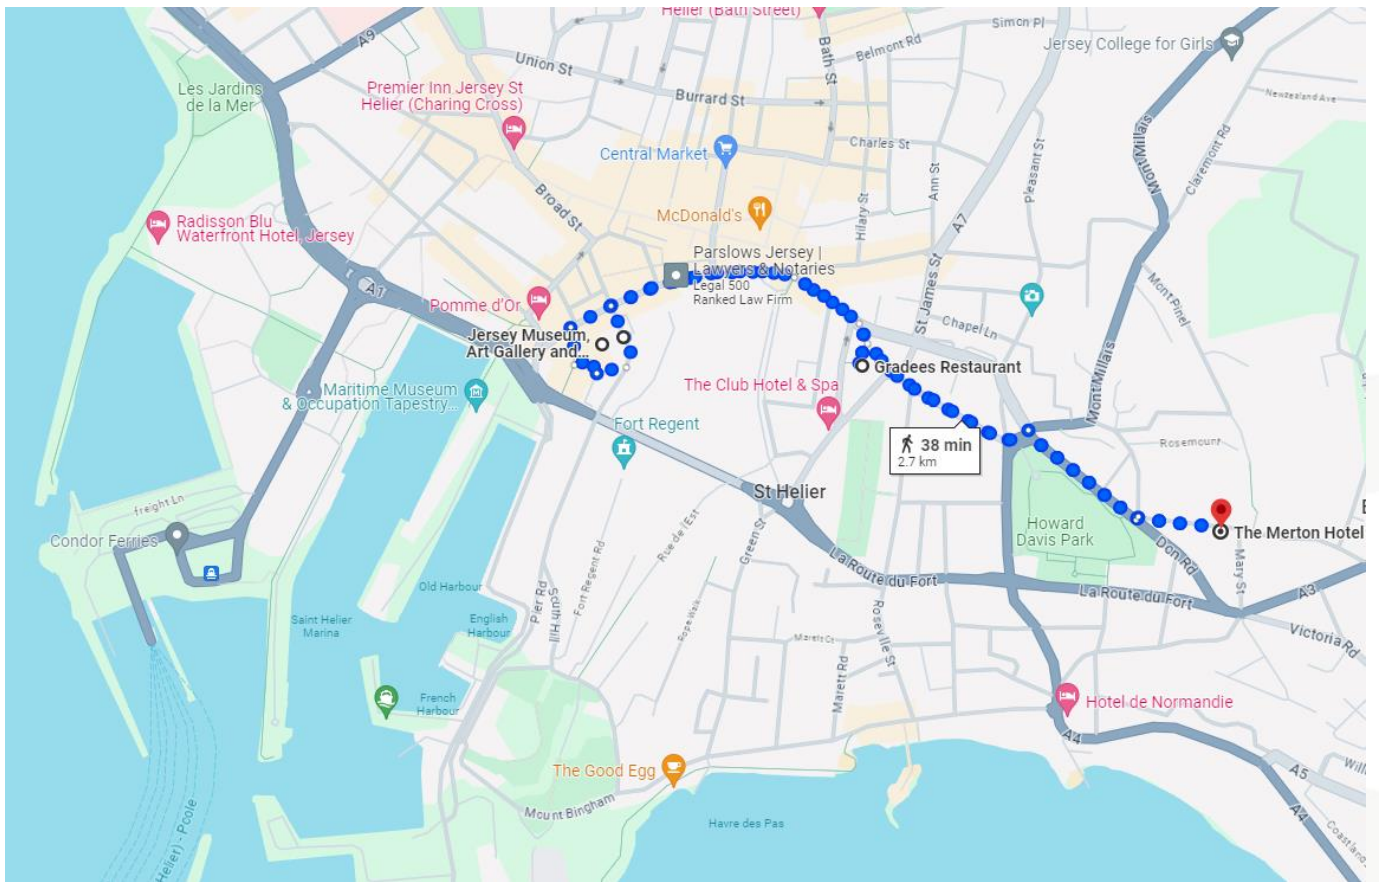 Helier (Bath Street)
Simon Pl
A9
Bath St
Belmont Rd
Jersey College for Girls
Union St
Les Jardins
de la Mer
Premier Inn Jersey St
Helier (Charing Cross)
Burrard St
Newzealand Ave
Mont Millais
Claremont Rd
Central Market
Charles St
Ann St
Pleasant St
Broad St
McDonald's
Hilary St
A7
Radisson Blu
Waterfront Hotel, Jersey
Parslows Jersey |
Lawyers & Notaries
Legal 500
Ranked Law Firm
St James St
Mont Pinel
A1
Pomme d'Or
Chapel Ln
Jersey Museum,
Art Gallery and...
Gradees Restaurant
Mont Millais
The Club Hotel & Spa
Maritime Museum
& Occupation Tapestry...
Fort Regent
38 min
2.7 km
Rosemount
St Helier
freight Ln
Condor Ferries
Howard
Davis Park
The Merton Hotel
Rue de l'Est
Green St
Don Rd
Mary St
La Route du Fort
La Route du Fort
A3
Old Harbour
Fort Regent Rd
Pier Rd
South Hill
Rope Walk
Roseville St
Saint Helier
Marina
English
Harbour
Victoria Rd
Marett Ct
Marett Rd
French
Harbour
Hotel de Normandie
A4
The Good Egg
A5
Mount Bingham
Havre des Pas
A4
Helier) - Poole